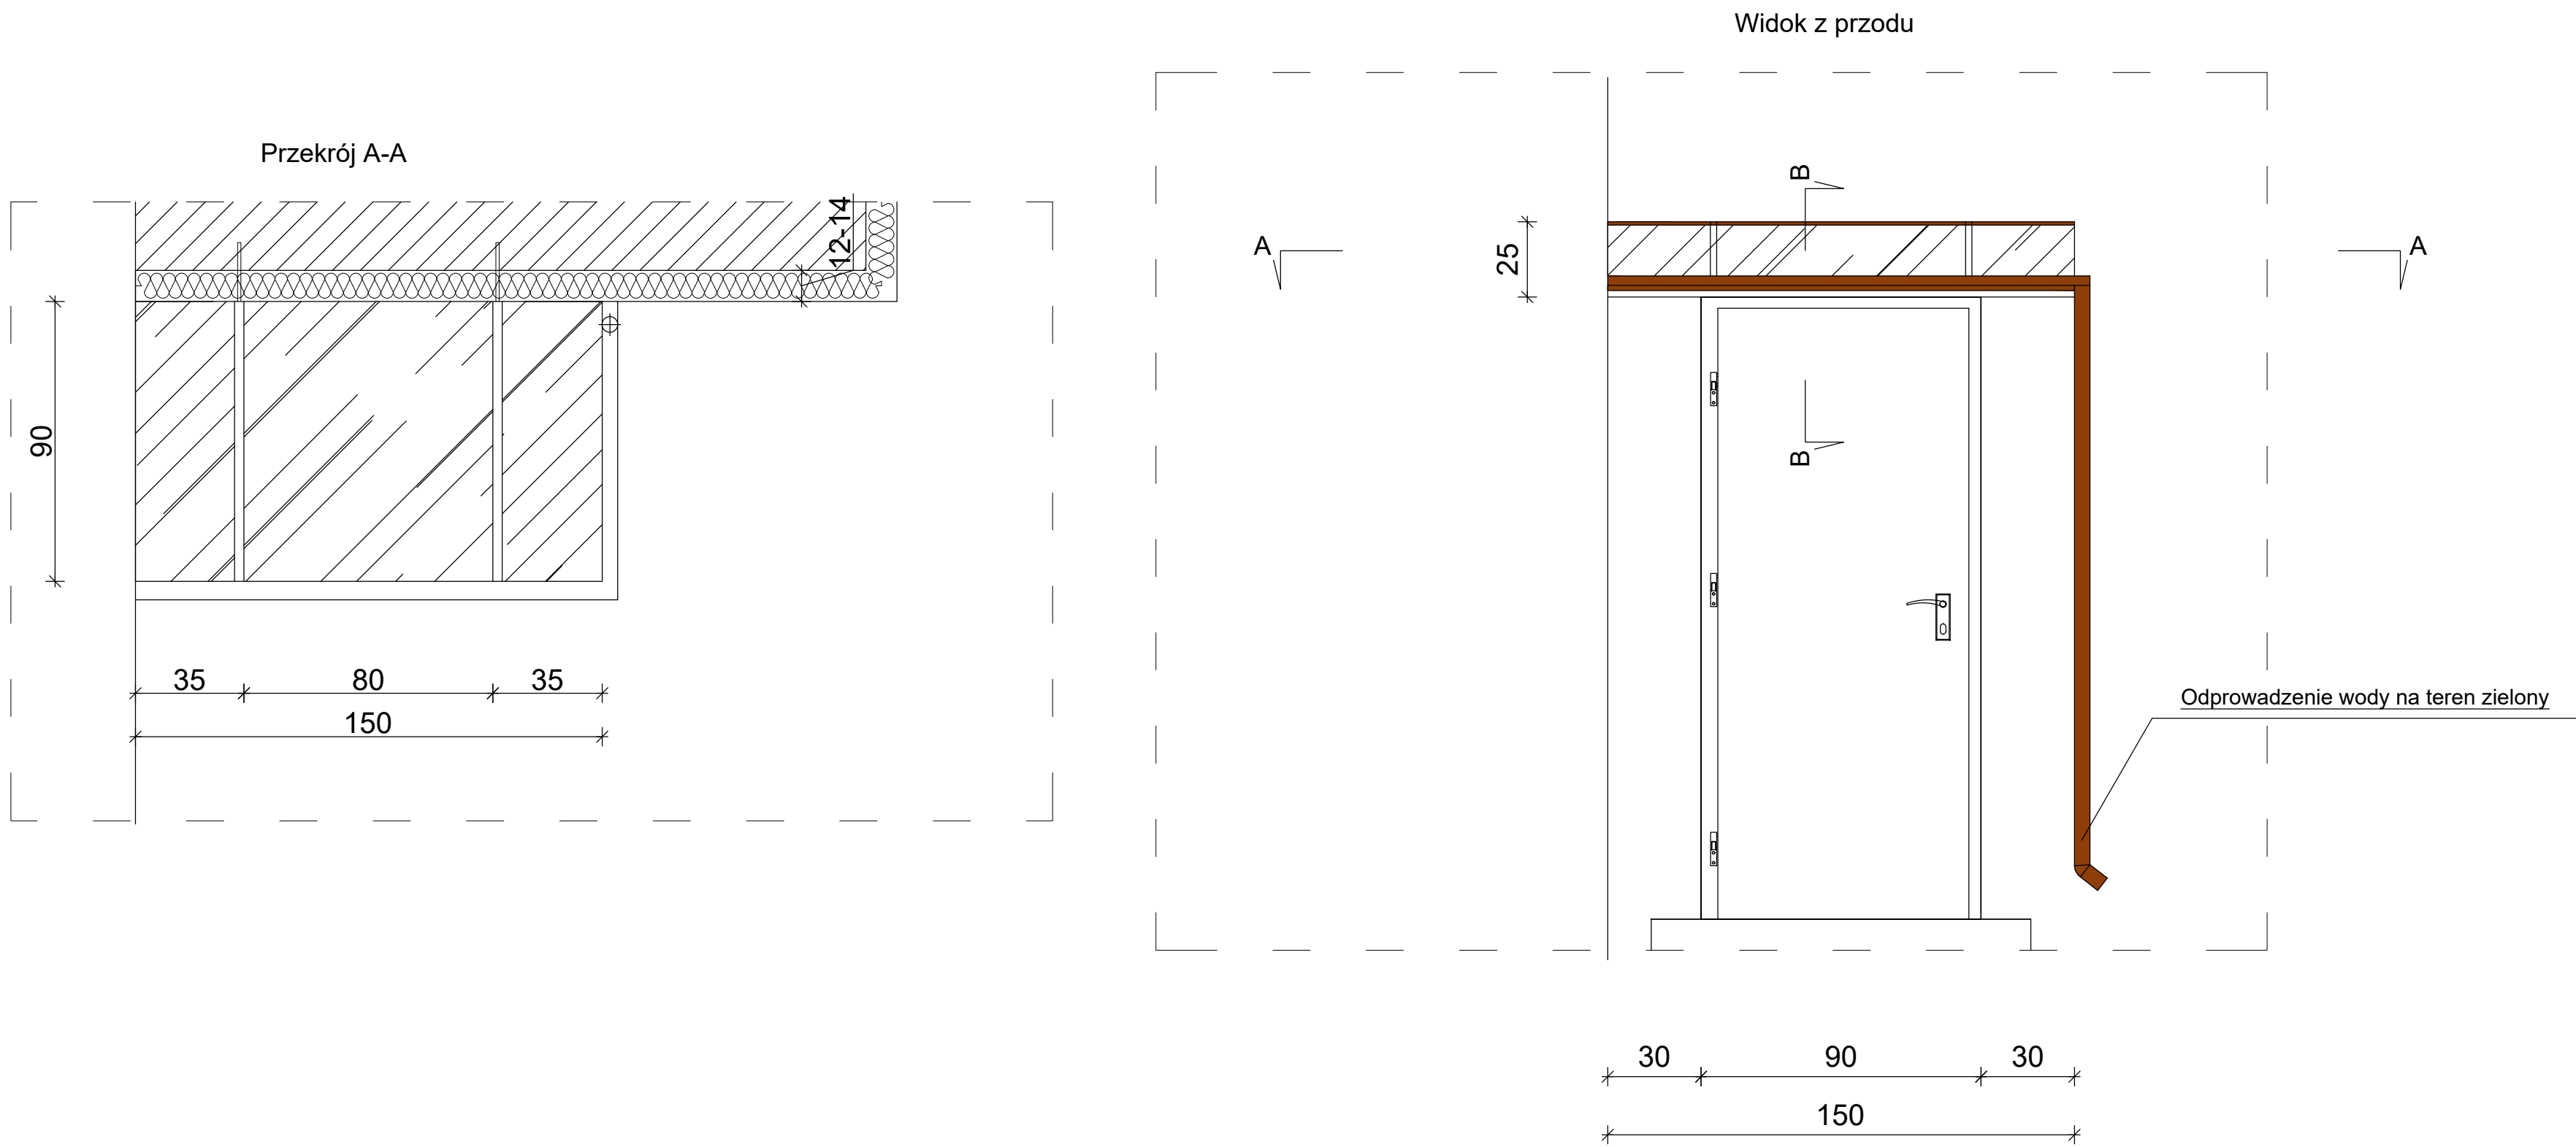 Widok z przodu
Przekrój A-A
12-14
90
35 80 35
150
B
A
A
25
B
Odprowadzenie wody na teren zielony
30 90 30
150